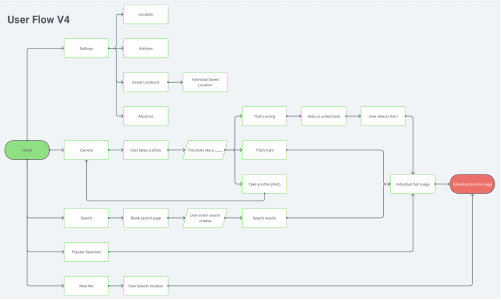 User Flow V4
Location
Settings
Address
Saved Locations
Individual Saved
Location
About Us
That's wrong
Help us understand
User selects item
Home
Camera
User takes a photo
This looks like a ____
That's right
Take another photo
Individual item page
Individual location page
Search
Blank search page
user enters search
criteria
Search results
Popular Searches
Near Me
User Selects location